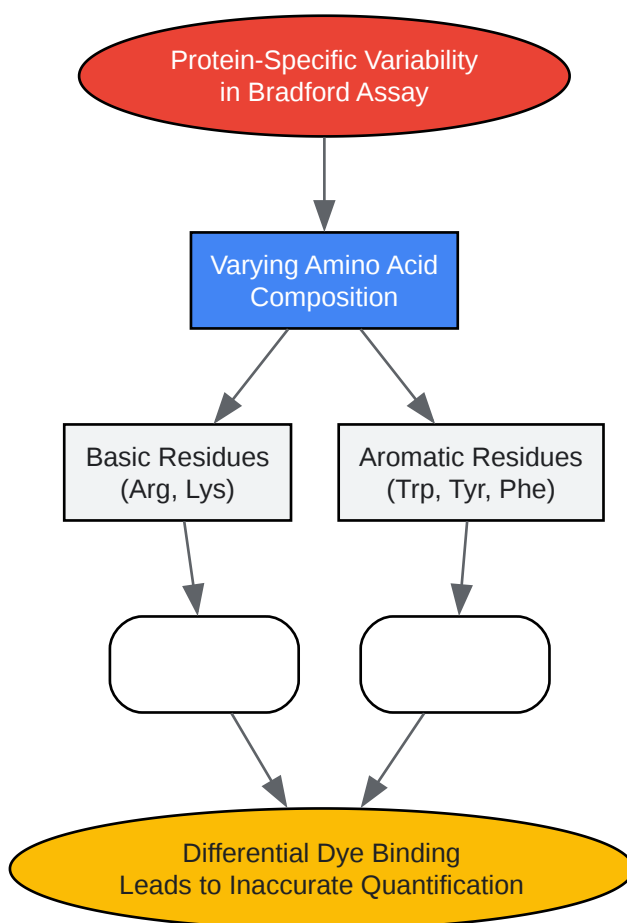 Protein-Specific Variability
in Bradford Assay
Varying Amino Acid
Composition
Basic Residues
(Arg, Lys)
Aromatic Residues
(Trp, Tyr, Phe)
Differential Dye Binding
Leads to Inaccurate Quantification